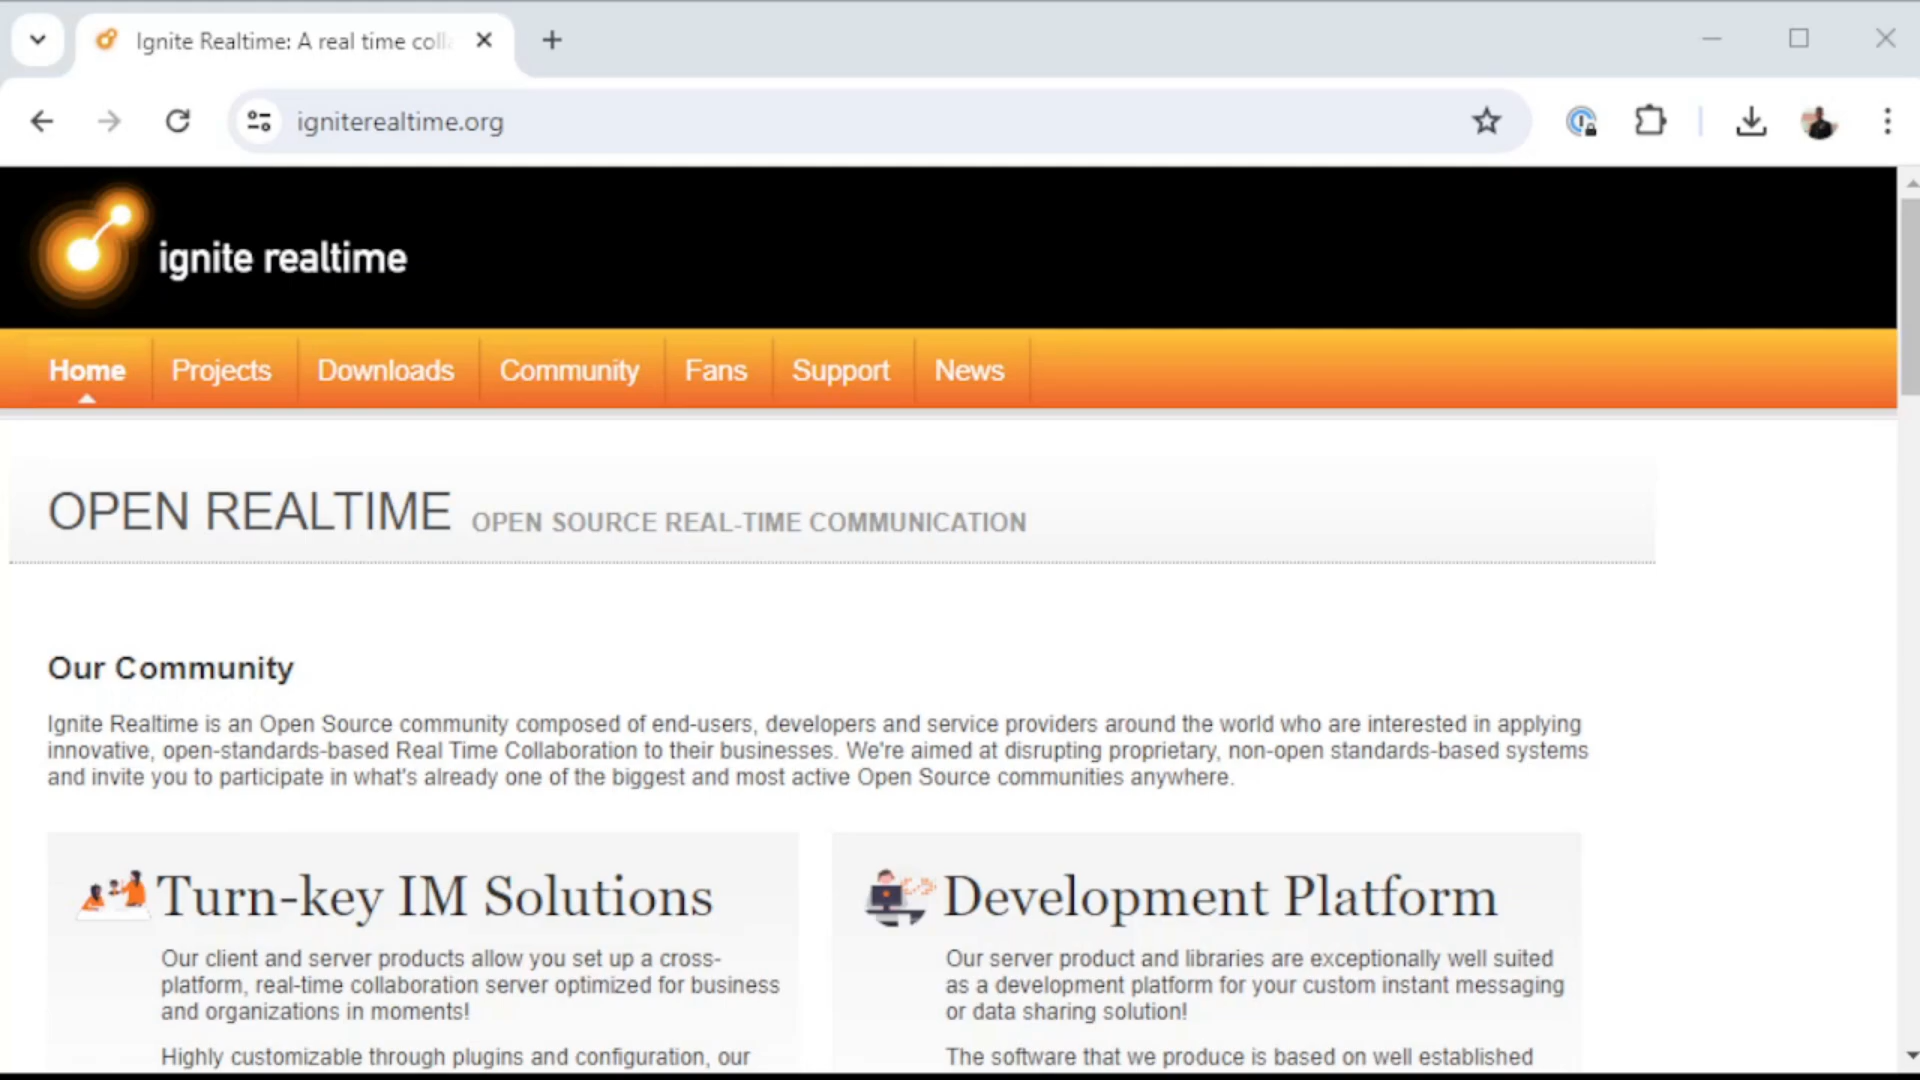 Ignite Realtime: A real time coll
igniterealtime.org
ignite realtime
Home Projects Downloads Community Fans Support News
OPEN REALTIME OPEN SOURCE REAL-TIME COMMUNICATION
Our Community
Ignite Realtime is an Open Source community composed of end-users, developers and service providers around the world who are interested in applying
innovative, open-standards-based Real Time Collaboration to their businesses. We're aimed at disrupting proprietary, non-open standards-based systems
and invite you to participate in what's already one of the biggest and most active Open Source communities anywhere.
Turn-key IM Solutions
Our client and server products allow you set up a cross-
platform, real-time collaboration server optimized for business
and organizations in moments!
Highly customizable through plugins and configuration, our
Development Platform
Our server product and libraries are exceptionally well suited
as a development platform for your custom instant messaging
or data sharing solution!
The software that we produce is based on well established